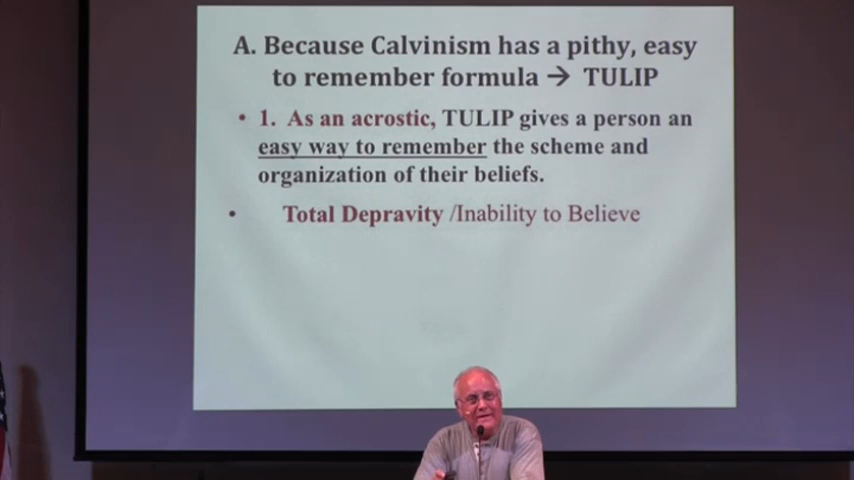 A. Because Calvinism has a pithy, easy
to remember formula → TULIP
• 1. As an acrostic, TULIP gives a person an
easy way to remember the scheme and
organization of their beliefs.
• Total Depravity /Inability to Believe